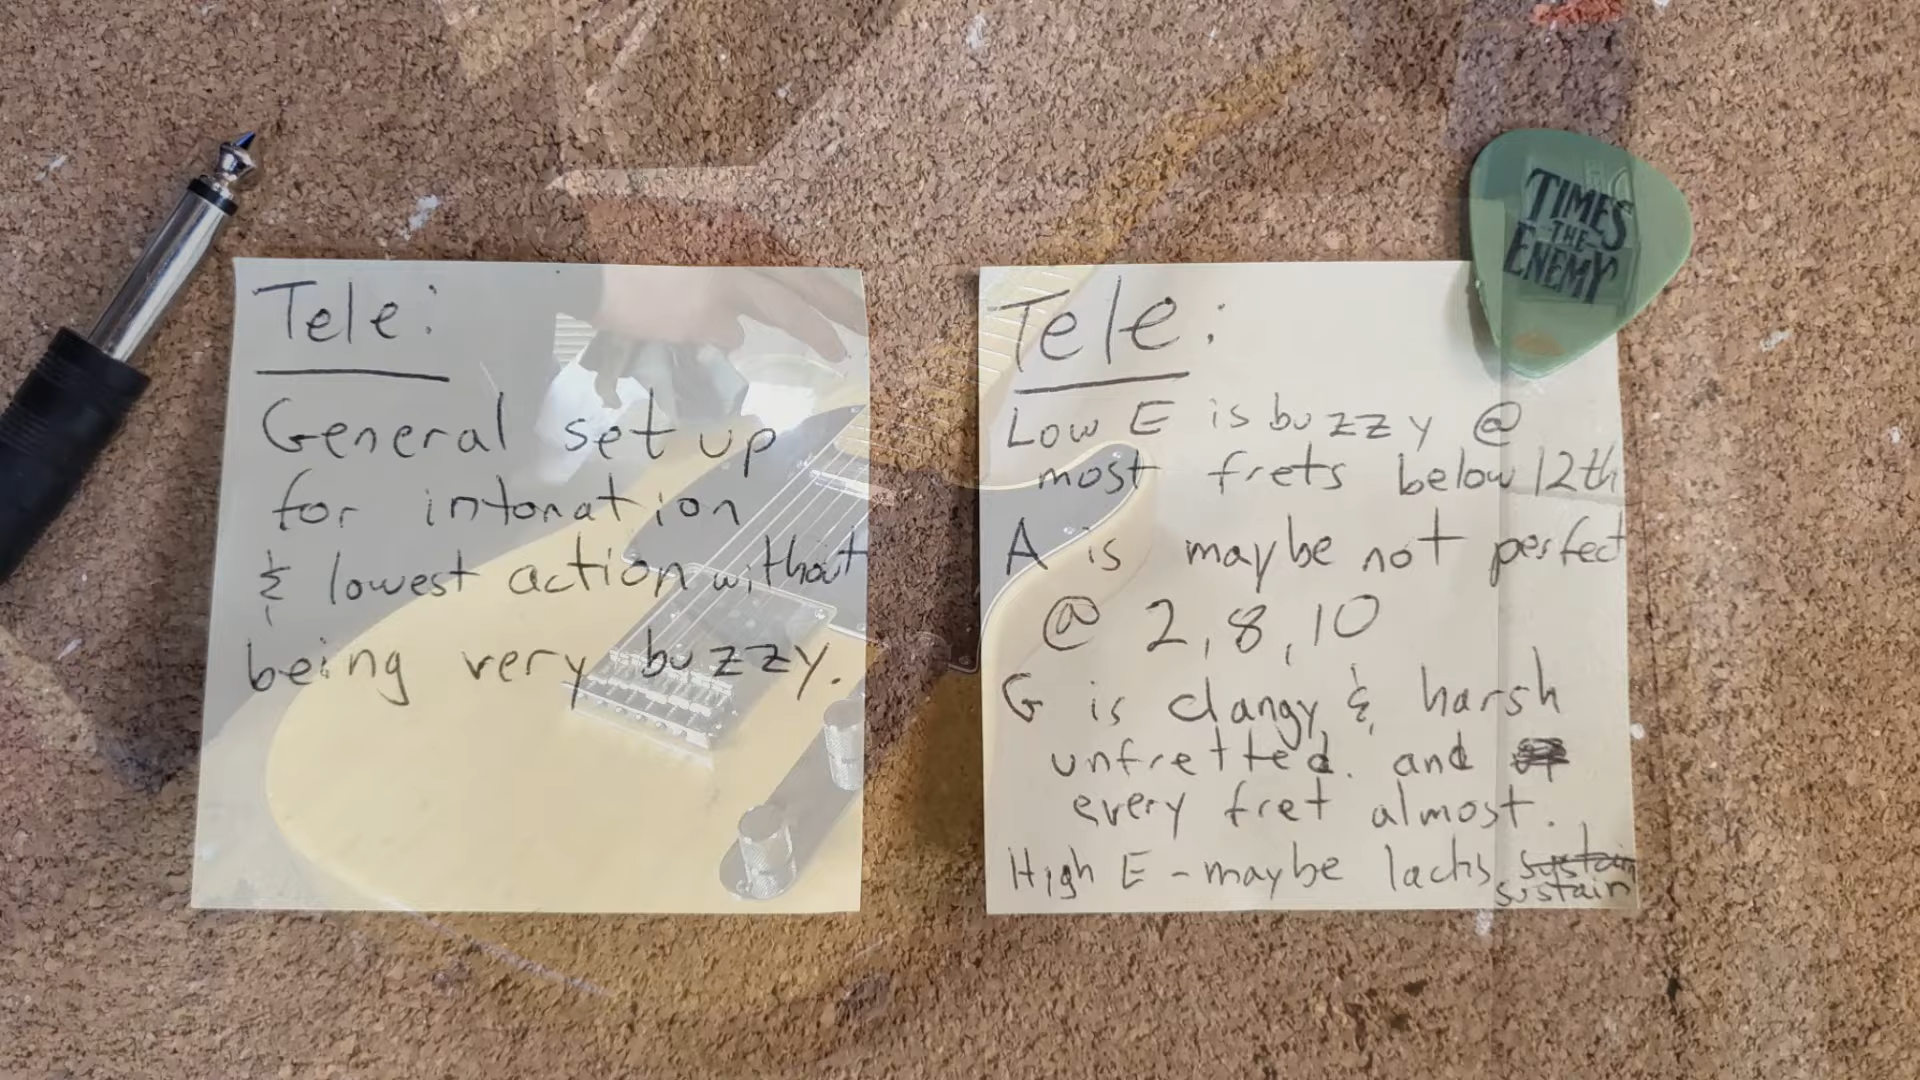 Tele:
General set up
for intonation
& lowest action without
being very buzzy.
Tele:
Low E is buzzy @
most frets below 12th
A is maybe not perfect
@ 2, 8, 10
G is clangy & harsh
unfretted. and
every fret almost.
High E - maybe lacks sustain
sustain
TIMES
THE
ENEMY